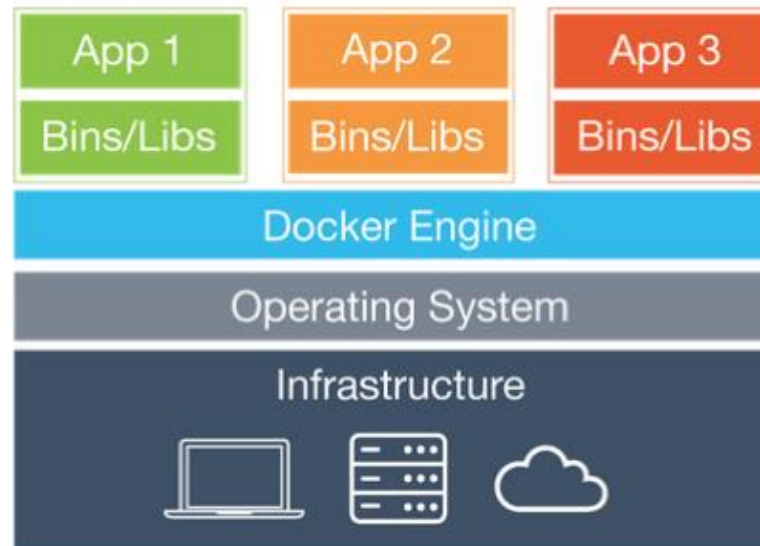 App 1
App 2
App 3
Bins/Libs
Bins/Libs
Bins/Libs
Docker Engine
Operating System
Infrastructure